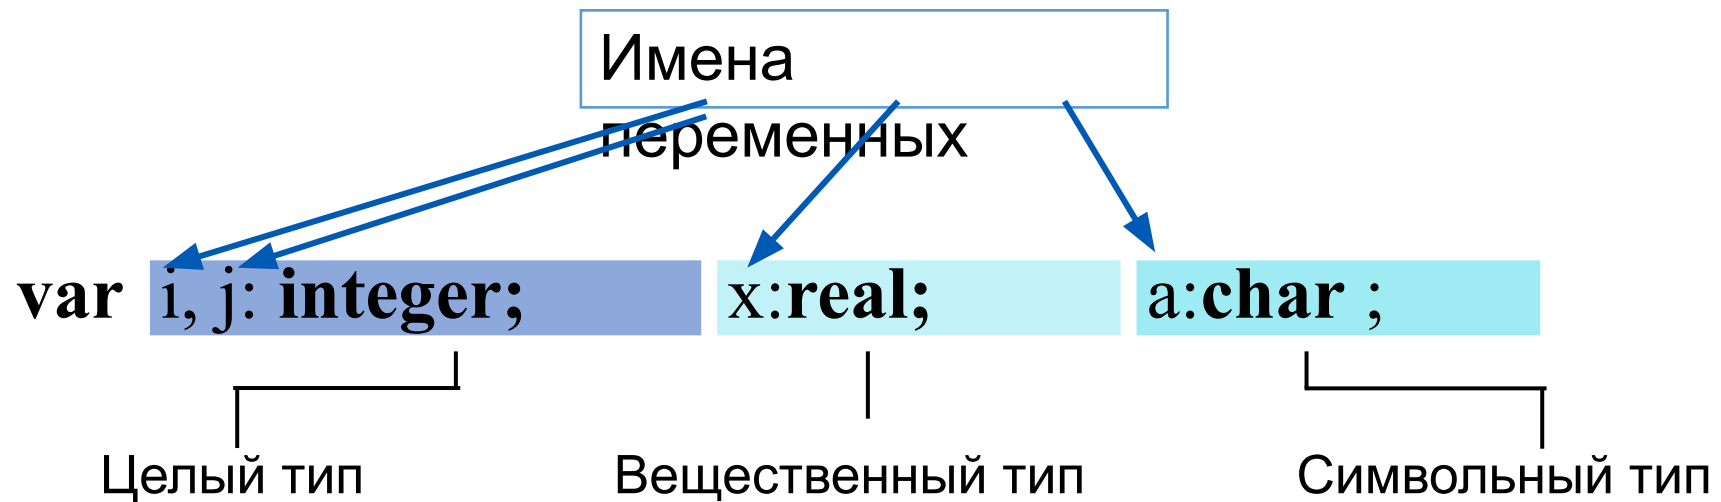 Имена
переменных
var i, j: integer; x:real; a:char ;
Целый тип Вещественный тип Символьный тип